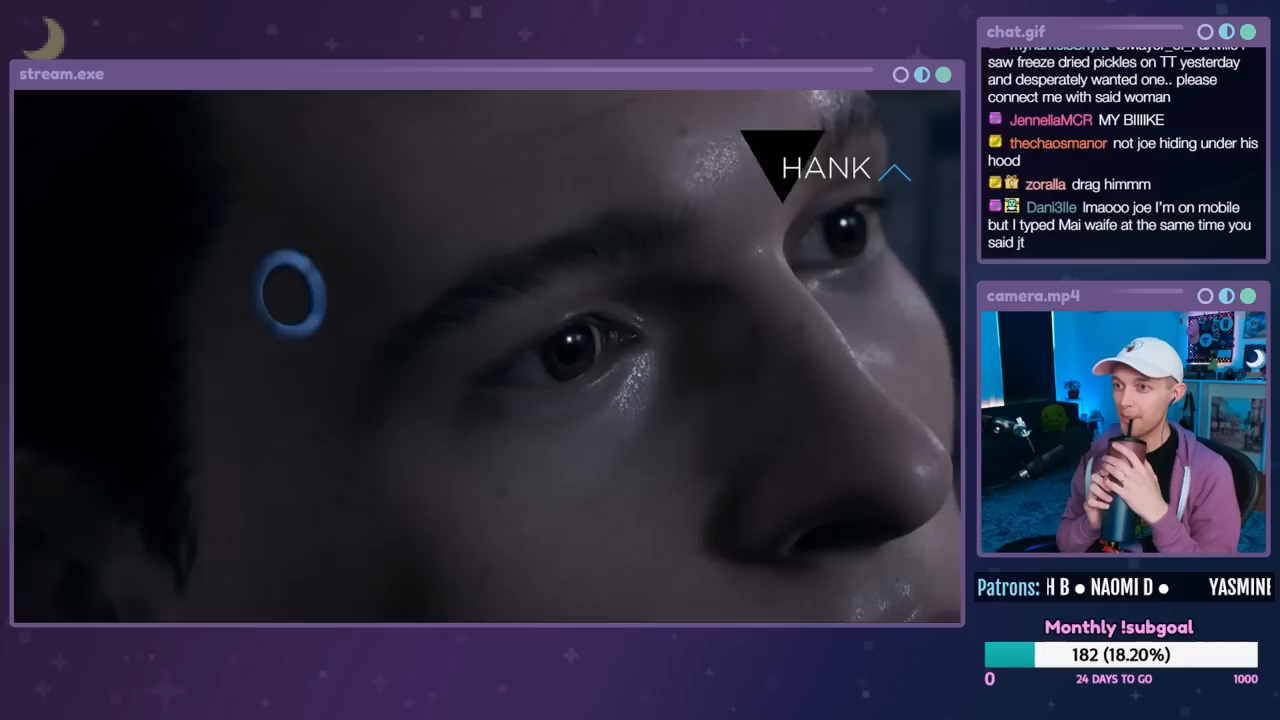 stream.exe
HANK
chat.gif
saw freeze dried pickles on TT yesterday
and desperately wanted one.. please
connect me with said woman
JennellaMCR MY BIIIIKE
thechaosmanor not joe hiding under his
hood
zoralla drag himmm
Danl3lle lmaooo joe I'm on mobile
but I typed Mai waife at the same time you
said jt
camera.mp4
Patrons: H B ● NAOMI D ● YASMINE
Monthly !subgoal
182 (18.20%)
0 24 DAYS TO GO 1000